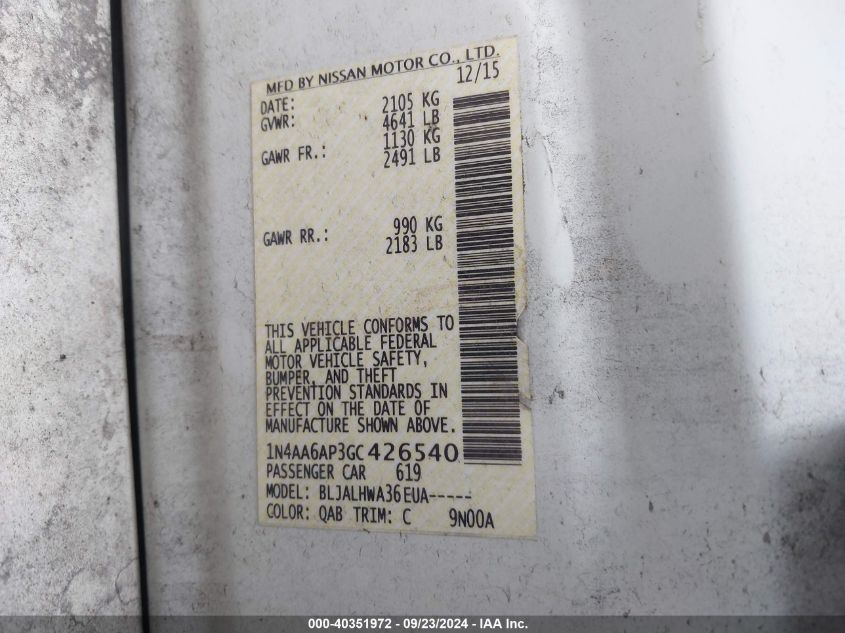 MFD BY NISSAN MOTOR CO., LTD.
DATE: 12/15
GVWR: 2105 KG
4641 LB
GAWR FR.: 1130 KG
2491 LB
GAWR RR.: 990 KG
2183 LB
THIS VEHICLE CONFORMS TO
ALL APPLICABLE FEDERAL
MOTOR VEHICLE SAFETY,
BUMPER, AND THEFT
PREVENTION STANDARDS IN
EFFECT ON THE DATE OF
MANUFACTURE SHOWN ABOVE.
1N4AA6AP3GC426540
PASSENGER CAR 619
MODEL: BLJALHWA36EUA-----
COLOR: QAB TRIM: C 9N00A
000-40351972 - 09/23/2024 - IAA Inc.